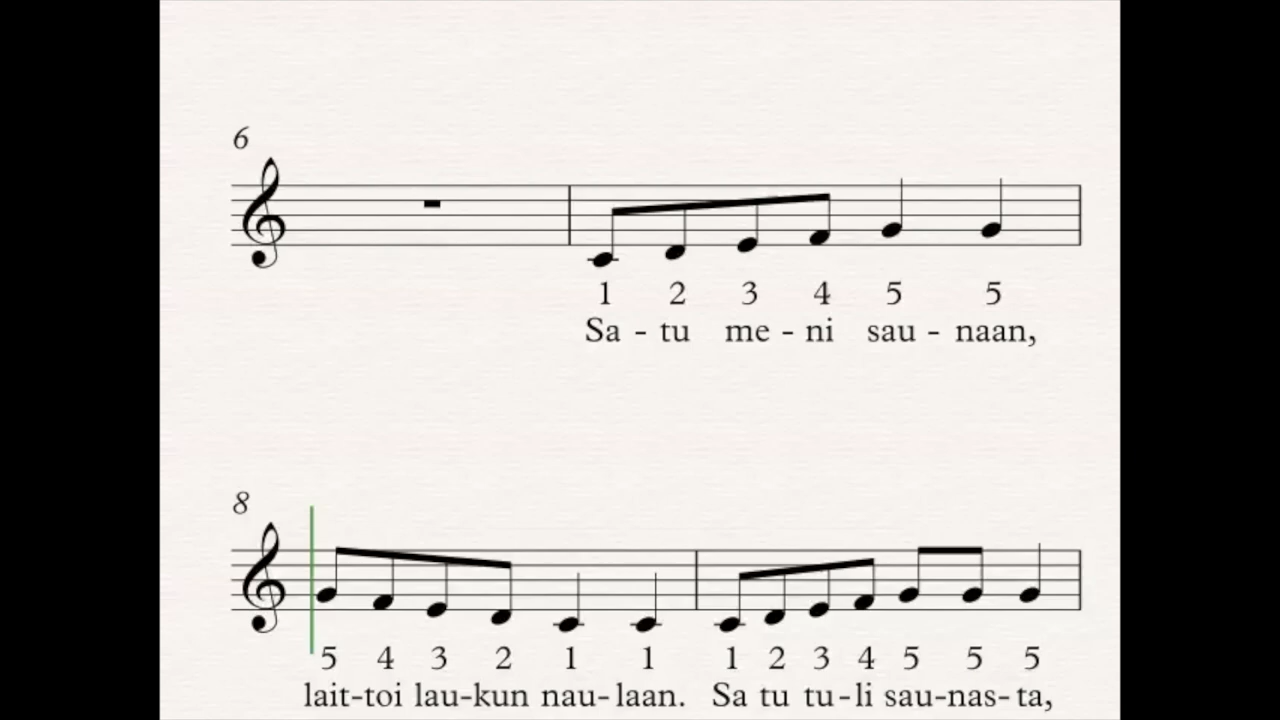 6
1 2 3 4 5 5
Sa - tu me - ni sau - naan,
8
5 4 3 2 1 1 1 2 3 4 5 5 5
lait-toi lau-kun nau-laan. Sa tu tu-li sau-nas-ta,